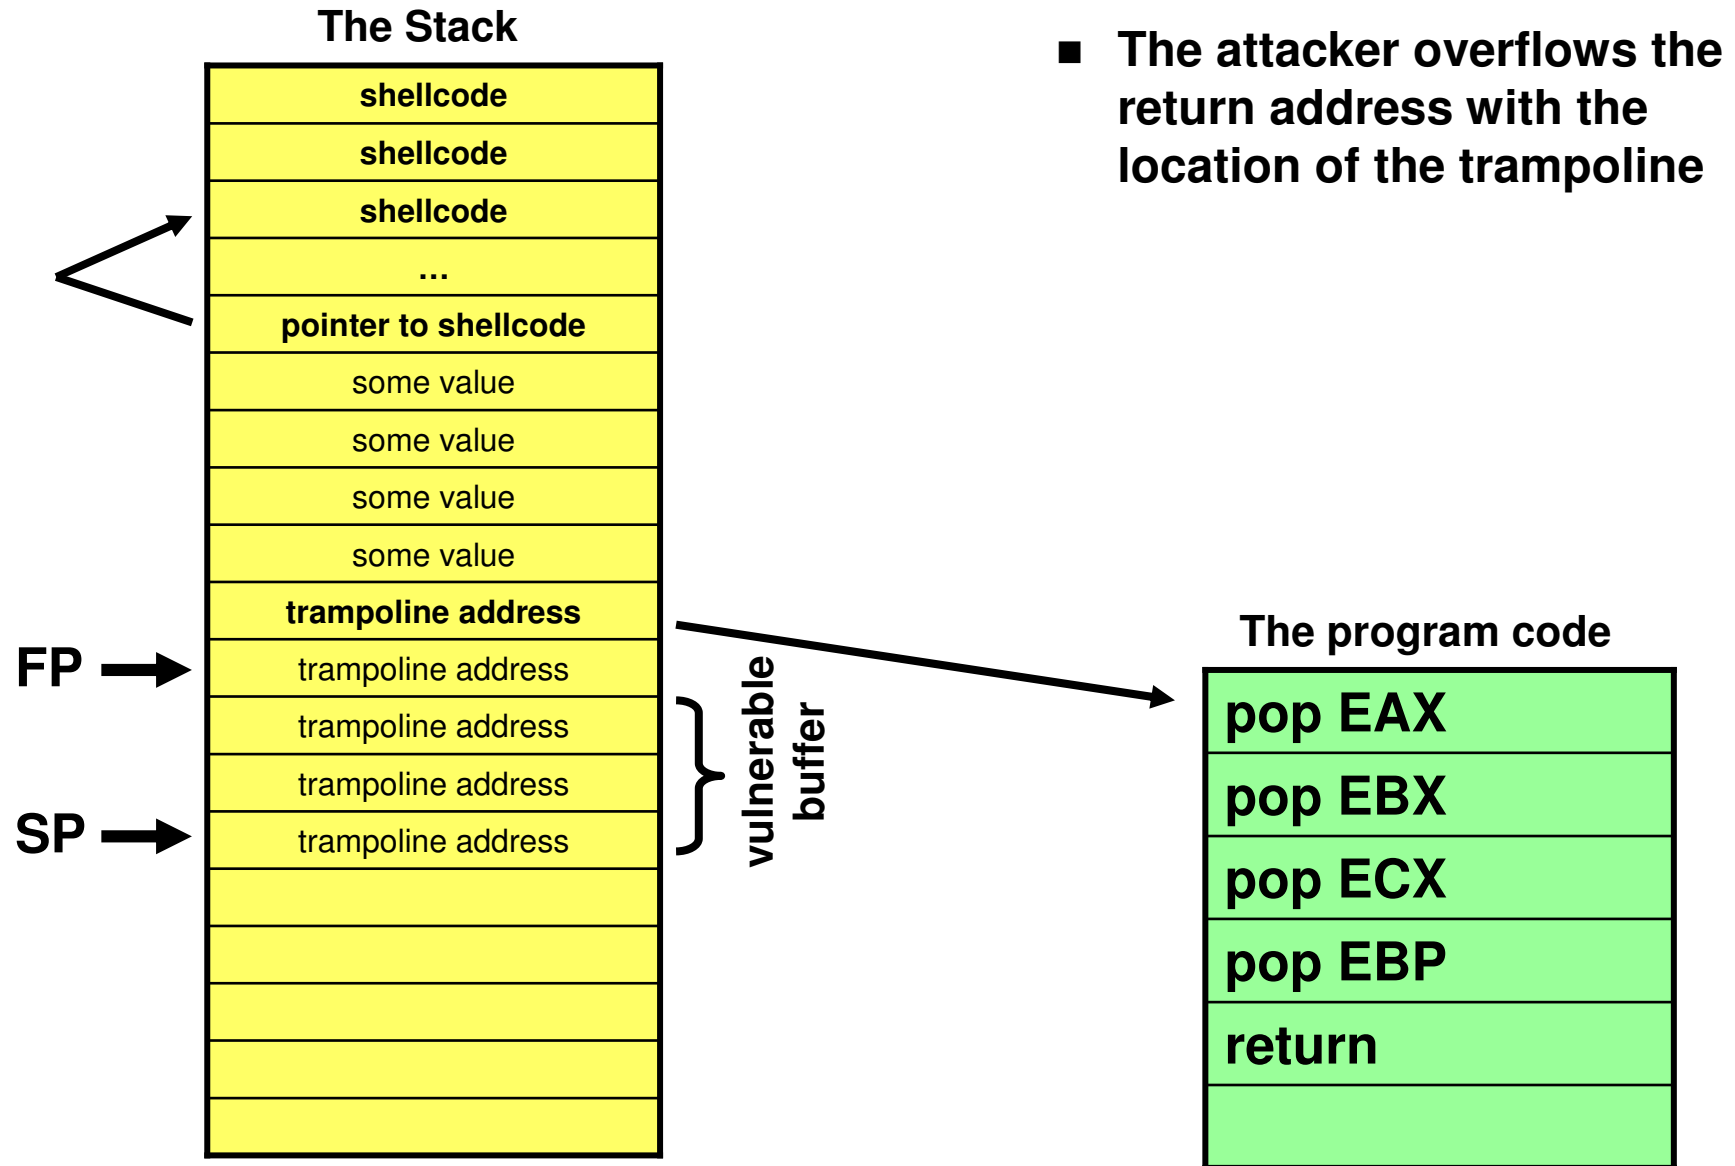 The Stack
shellcode
shellcode
shellcode
...
pointer to shellcode
some value
some value
some value
some value
trampoline address
FP
trampoline address
trampoline address
trampoline address
SP
trampoline address
vulnerable
buffer
■ The attacker overflows the
return address with the
location of the trampoline
The program code
pop EAX
pop EBX
pop ECX
pop EBP
return